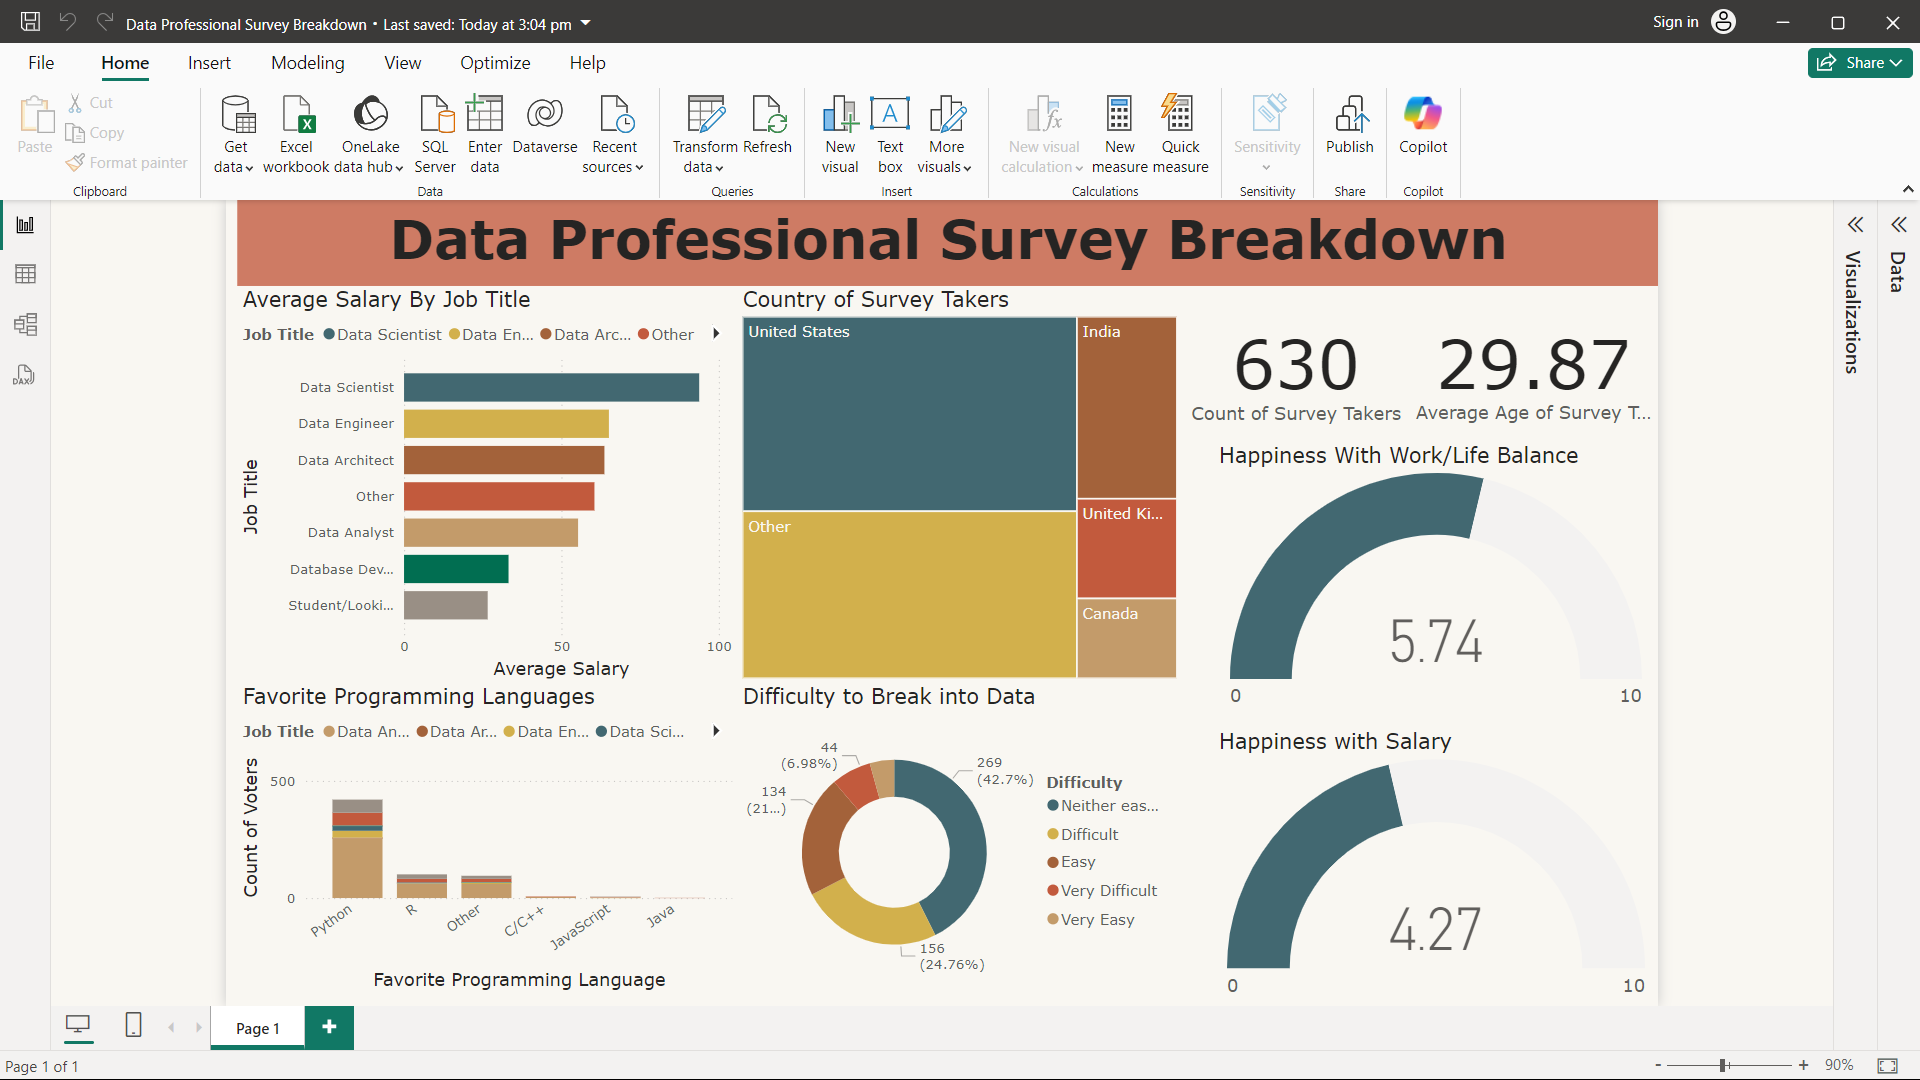 Data Professional Survey Breakdown • Last saved: Today at 3:04 pm
Sign in
File
Home
Insert
Modeling
View
Optimize
Help
Share
Paste
Cut
Copy
Format painter
Clipboard
Get data
Excel workbook
OneLake data hub
SQL Server
Enter data
Dataverse
Recent sources
Data
Transform data
Refresh
Queries
New visual
Text box
More visuals
Insert
New visual calculation
New measure
Quick measure
Calculations
Sensitivity
Sensitivity
Publish
Share
Copilot
Copilot
DAX
Visualizations
Data
Data Professional Survey Breakdown
Average Salary By Job Title
Job Title Data Scientist Data En... Data Arc... Other
Job Title
Data Scientist
Data Engineer
Data Architect
Other
Data Analyst
Database Dev...
Student/Looki...
0 50 100
Average Salary
Country of Survey Takers
United States
India
Other
United Ki...
Canada
630
Count of Survey Takers
29.87
Average Age of Survey T...
Happiness With Work/Life Balance
5.74
0 10
Favorite Programming Languages
Job Title Data An... Data Ar... Data En... Data Sci...
Count of Voters
500
0
Python R Other C/C++ JavaScript Java
Favorite Programming Language
Difficulty to Break into Data
44
(6.98%)
269
(42.7%)
134
(21...)
156
(24.76%)
Difficulty
Neither eas...
Difficult
Easy
Very Difficult
Very Easy
Happiness with Salary
4.27
0 10
Page 1
Page 1 of 1
90%